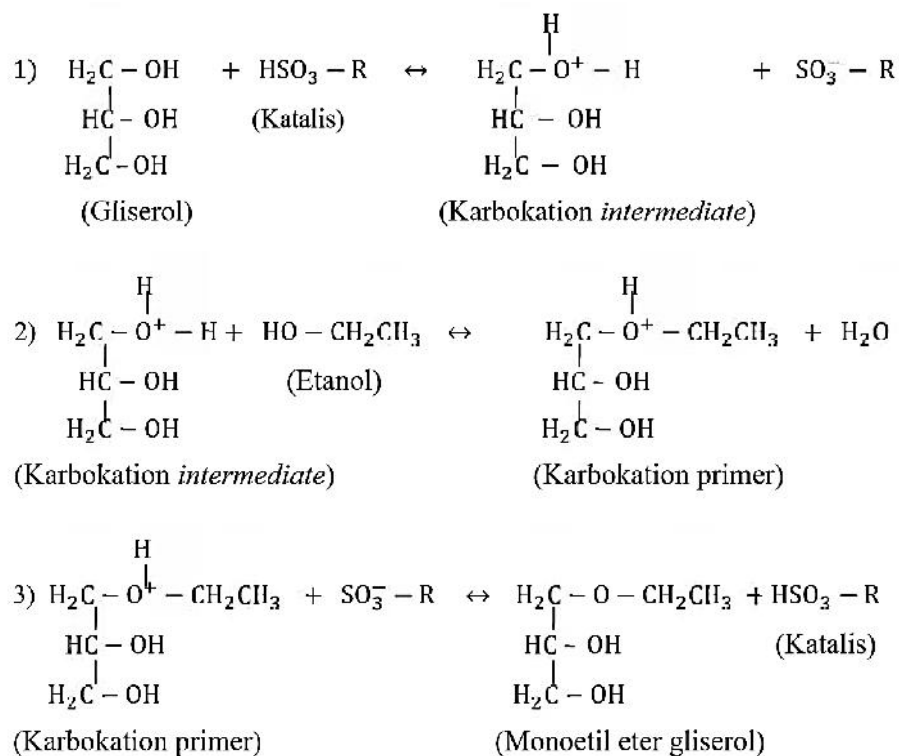 H
1) H₂C – OH + HSO₃ – R ↔ H₂C – O⁺ – H + SO₃⁻ – R
HC – OH (Katalis) HC – OH
H₂C – OH H₂C – OH
(Gliserol) (Karbokation intermediate)
H H
2) H₂C – O⁺ – H + HO – CH₂CH₃ ↔ H₂C – O⁺ – CH₂CH₃ + H₂O
HC – OH (Etanol) HC – OH
H₂C – OH H₂C – OH
(Karbokation intermediate) (Karbokation primer)
H
3) H₂C – O⁺ – CH₂CH₃ + SO₃⁻ – R ↔ H₂C – O – CH₂CH₃ + HSO₃ – R
HC – OH HC – OH (Katalis)
H₂C – OH H₂C – OH
(Karbokation primer) (Monoetil eter gliserol)